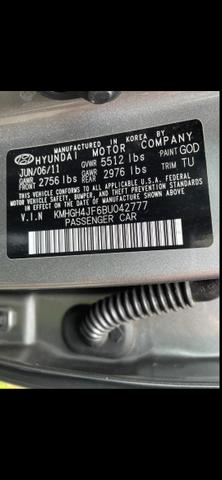 MANUFACTURED IN KOREA BY
HYUNDAI MOTOR COMPANY
JUN/06/11 GVWR 5512 lbs PAINT GOD
GAWR FRONT 2756 lbs GAWR REAR 2976 lbs TRIM TU
THIS VEHICLE CONFORMS TO ALL APPLICABLE U.S.A. FEDERAL
MOTOR VEHICLE SAFETY, BUMPER, AND THEFT PREVENTION STANDARDS
IN EFFECT ON THE DATE OF MANUFACTURE SHOWN ABOVE.
V.I.N KMHGH4JF6BU042777
PASSENGER CAR